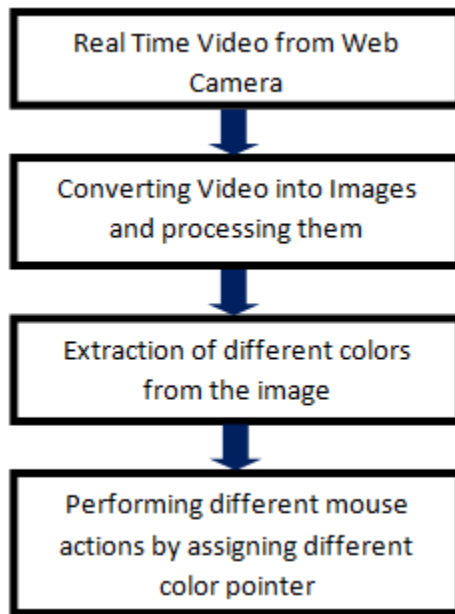 Real Time Video from Web
Camera
Converting Video into Images
and processing them
Extraction of different colors
from the image
Performing different mouse
actions by assigning different
color pointer